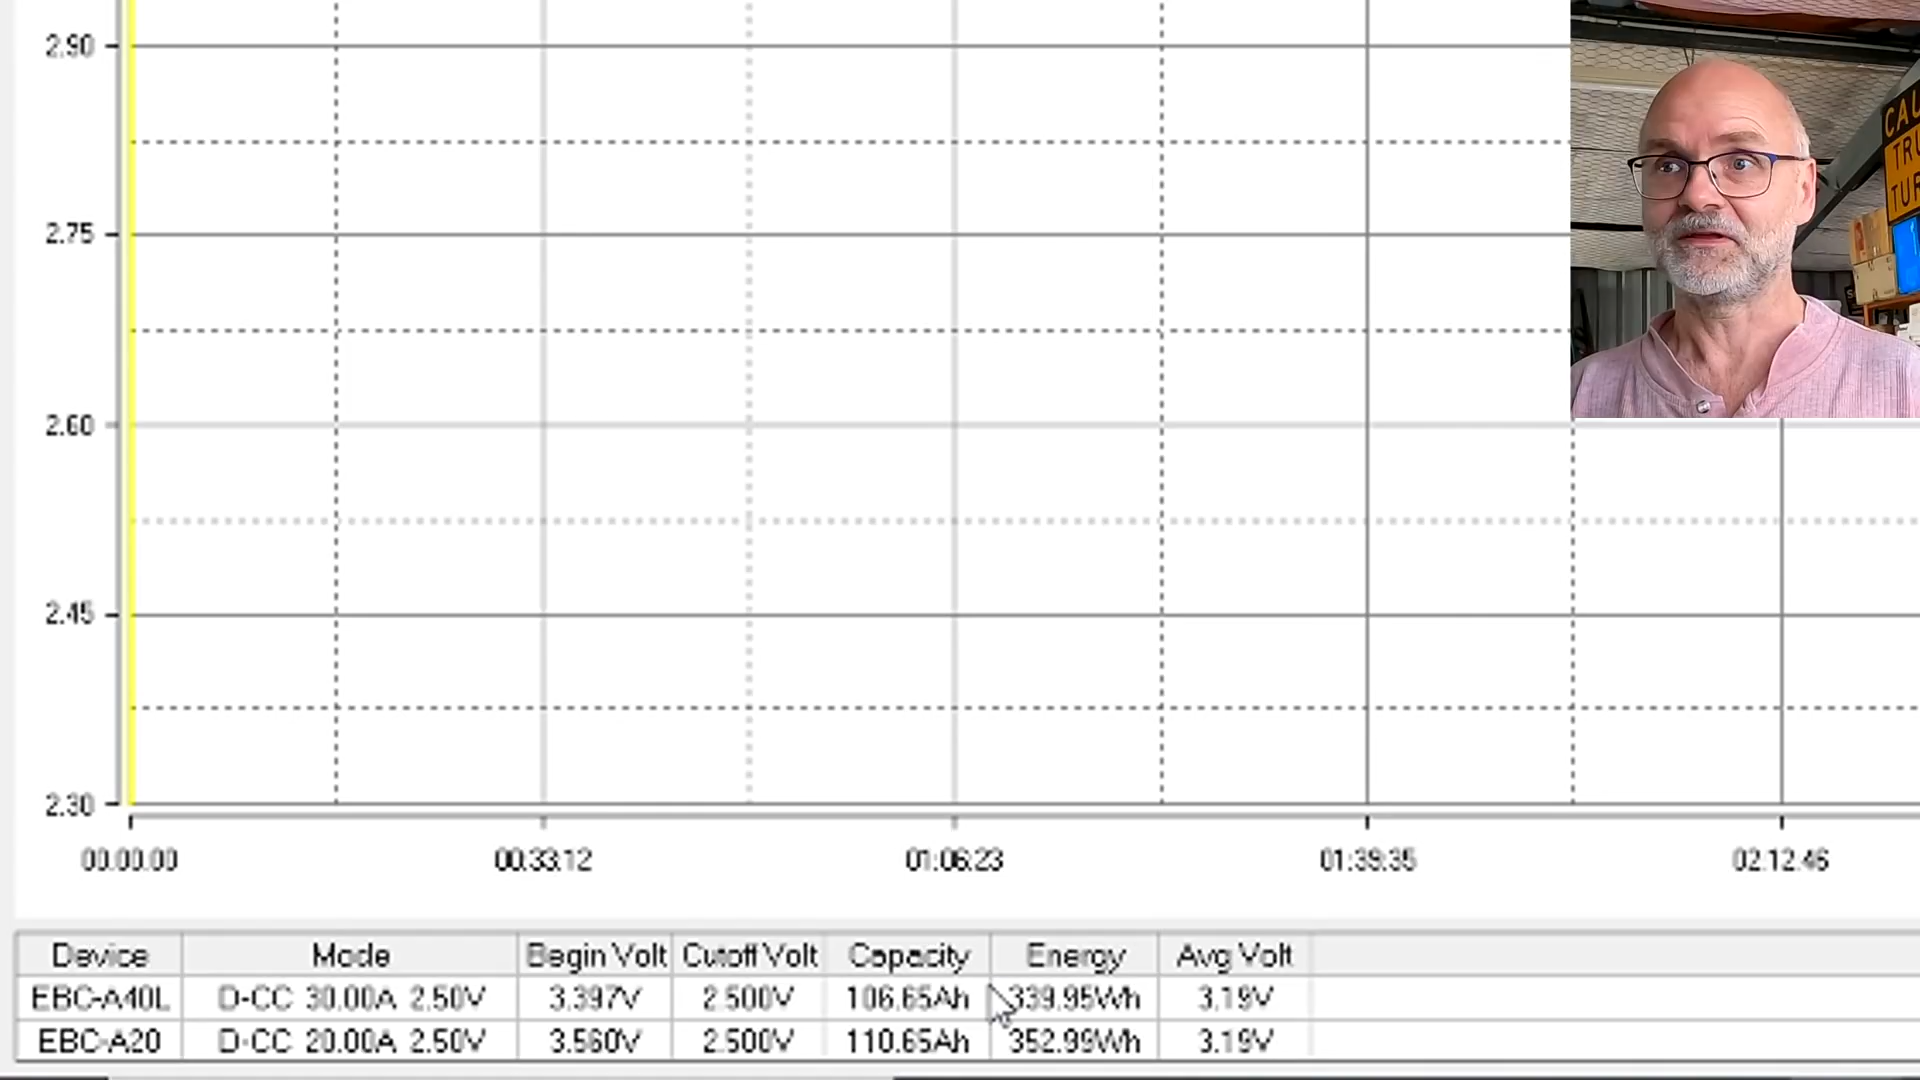 2.90
CAU
TRU
TUR
2.75
2.60
2.45
2.30
00:00:00 00:33:12 01:06:23 01:39:35 02:12:46
Device Mode Begin Volt Cutoff Volt Capacity Energy Avg Volt
EBC-A40L D-CC 30.00A 2.50V 3.397V 2.500V 106.65Ah 339.95Wh 3.19V
EBC-A20 D-CC 20.00A 2.50V 3.560V 2.500V 110.65Ah 352.99Wh 3.19V